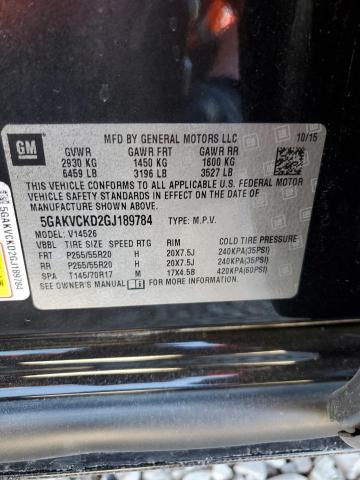 GM
MFD BY GENERAL MOTORS LLC 10/15
GVWR GAWR FRT GAWR RR
2930 KG 1450 KG 1600 KG
6459 LB 3196 LB 3527 LB
THIS VEHICLE CONFORMS TO ALL APPLICABLE U.S. FEDERAL MOTOR
VEHICLE SAFETY STANDARDS IN EFFECT ON THE DATE OF
MANUFACTURE SHOWN ABOVE.
5GAKVCKD2GJ189784 TYPE: M.P.V.
MODEL: V14526
VBBL TIRE SIZE SPEED RTG RIM COLD TIRE PRESSURE
FRT P255/55R20 H 20X7.5J 240KPA(35PSI)
RR P255/55R20 H 20X7.5J 240KPA(35PSI)
SPA T145/70R17 M 17X4.5B 420KPA(60PSI)
SEE OWNER'S MANUAL FOR MORE INFORMATION.
5GAKVCKD2GJ189784